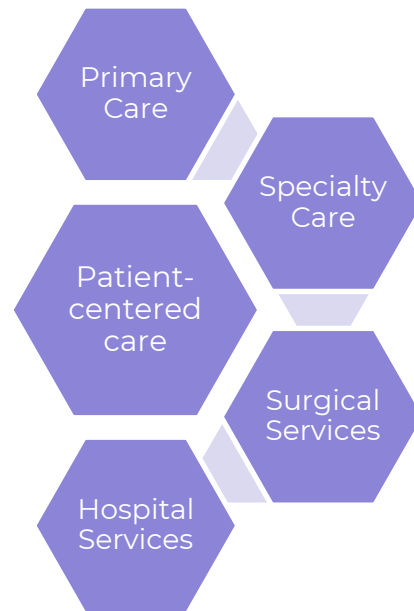 Primary
Care
Specialty
Care
Patient-
centered
care
Surgical
Services
Hospital
Services